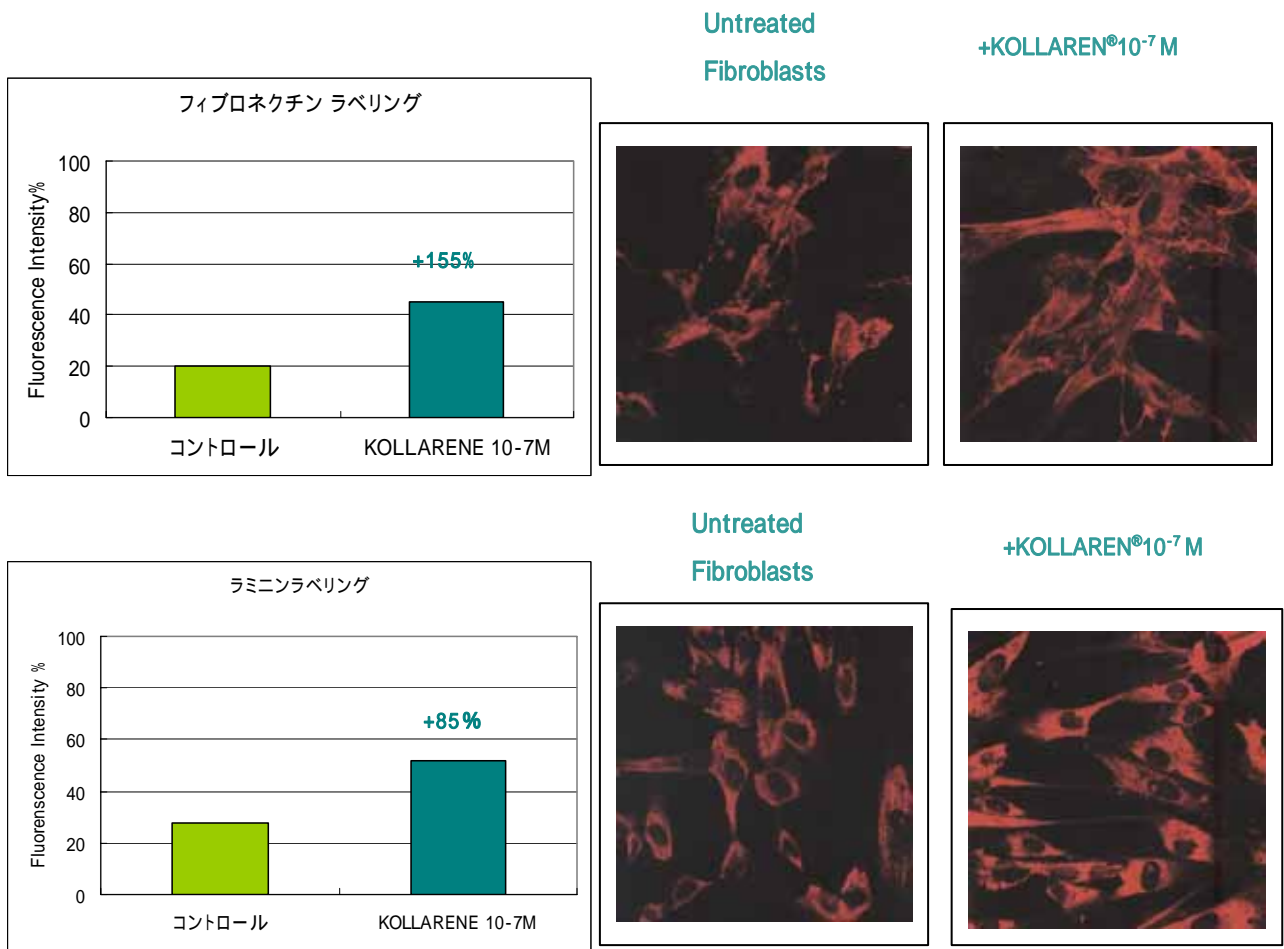 Untreated
Fibroblasts
+KOLLAREN®10⁻⁷ M
フィブロネクチン ラベリング
Fluorescence Intensity%
100
80
60
40
20
0
+155%
コントロール
KOLLARENE 10-7M
Untreated
Fibroblasts
+KOLLAREN®10⁻⁷ M
ラミニンラベリング
Fluorenscence Intensity %
100
80
60
40
20
0
+85%
コントロール
KOLLARENE 10-7M